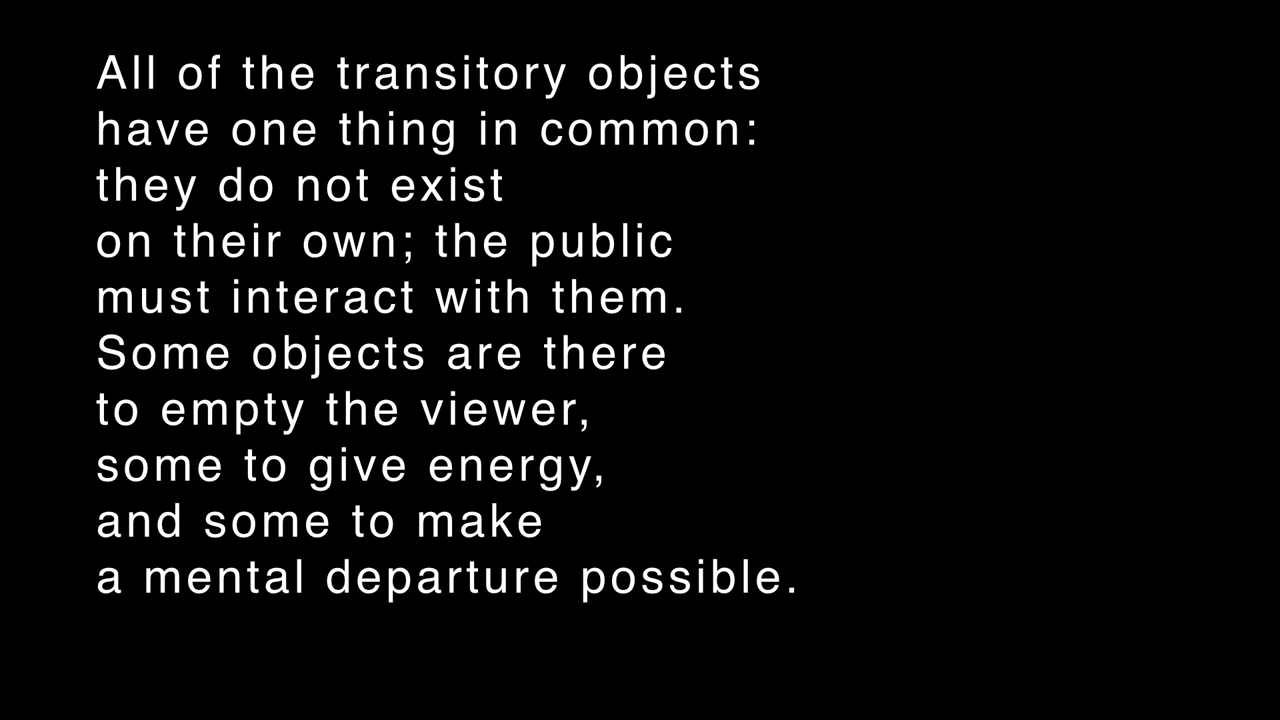 All of the transitory objects
have one thing in common:
they do not exist
on their own; the public
must interact with them.
Some objects are there
to empty the viewer,
some to give energy,
and some to make
a mental departure possible.